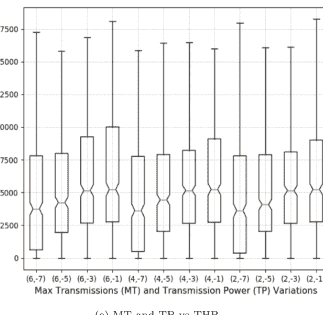 7500
5000
2500
0000
7500
5000
2500
0
(6,-7) (6,-5) (6,-3) (6,-1) (4,-7) (4,-5) (4,-3) (4,-1) (2,-7) (2,-5) (2,-3) (2,-1
Max Transmissions (MT) and Transmission Power (TP) Variations
MT and TP vs THR